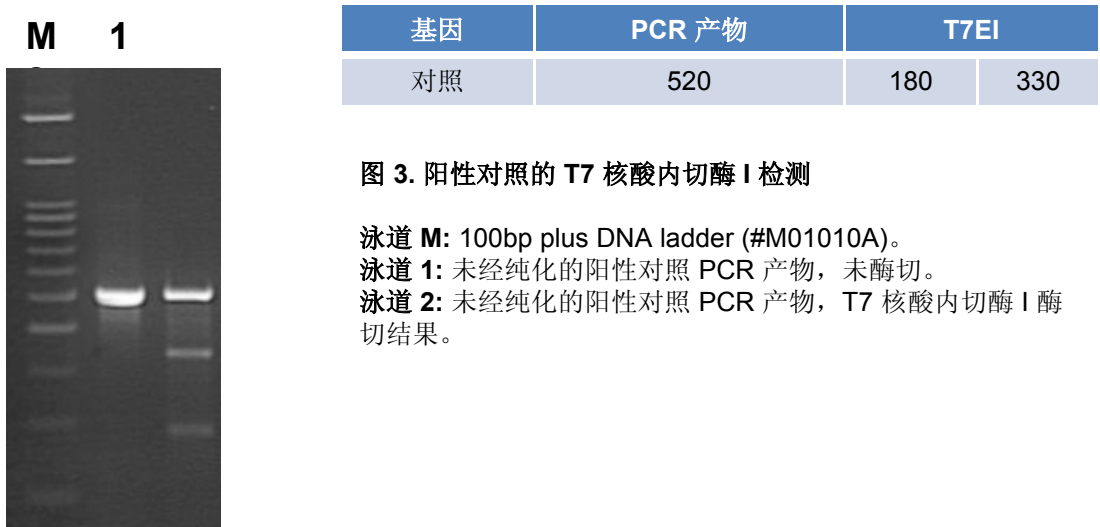 M 1
基因 PCR 产物 T7EI
对照 520 180 330
图 3. 阳性对照的 T7 核酸内切酶 I 检测
泳道 M: 100bp plus DNA ladder (#M01010A)。
泳道 1: 未经纯化的阳性对照 PCR 产物，未酶切。
泳道 2: 未经纯化的阳性对照 PCR 产物，T7 核酸内切酶 I 酶
切结果。